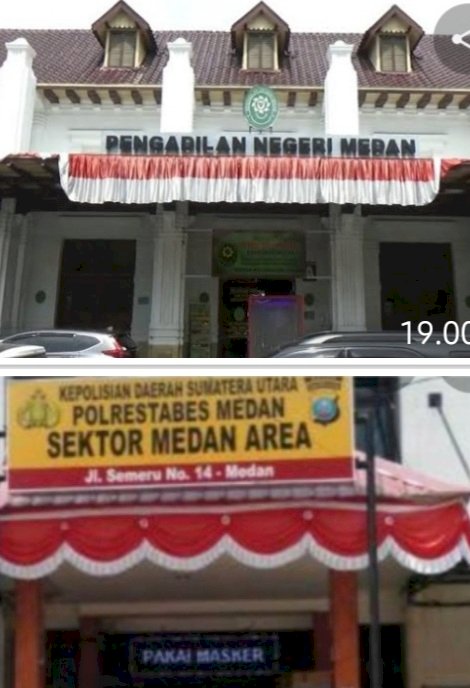 PENGADILAN NEGERI MEDAN
19.00
KEPOLISIAN DAERAH SUMATERA UTARA
POLRESTABES MEDAN
SEKTOR MEDAN AREA
Jl. Semeru No. 14 - Medan
PAKAI MASKER